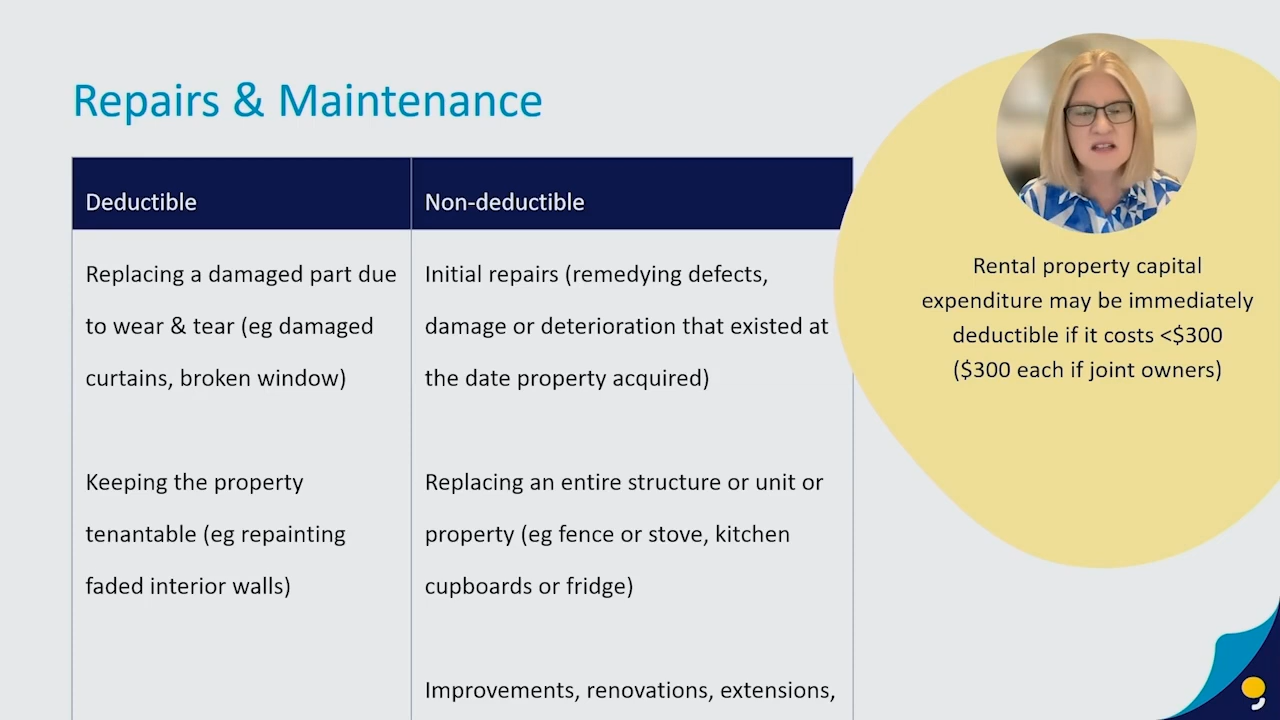 Repairs & Maintenance
Deductible
Non-deductible
Replacing a damaged part due
to wear & tear (eg damaged
curtains, broken window)
Initial repairs (remedying defects,
damage or deterioration that existed at
the date property acquired)
Keeping the property
tenantable (eg repainting
faded interior walls)
Replacing an entire structure or unit or
property (eg fence or stove, kitchen
cupboards or fridge)
Improvements, renovations, extensions,
Rental property capital
expenditure may be immediately
deductible if it costs <$300
($300 each if joint owners)